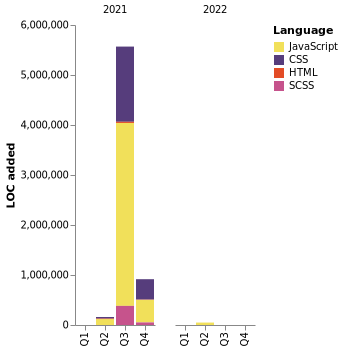 2021 2022
Language
JavaScript
CSS
HTML
SCSS
LOC added
6,000,000
5,000,000
4,000,000
3,000,000
2,000,000
1,000,000
0
Q1 Q2 Q3 Q4 Q1 Q2 Q3 Q4